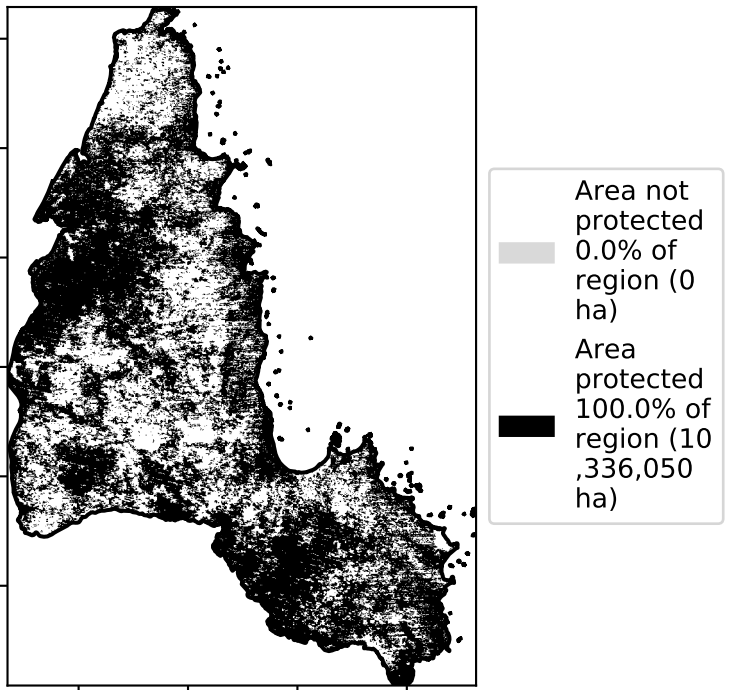 Area not
protected
0.0% of
region (0
ha)
Area
protected
100.0% of
region (10
,336,050
ha)